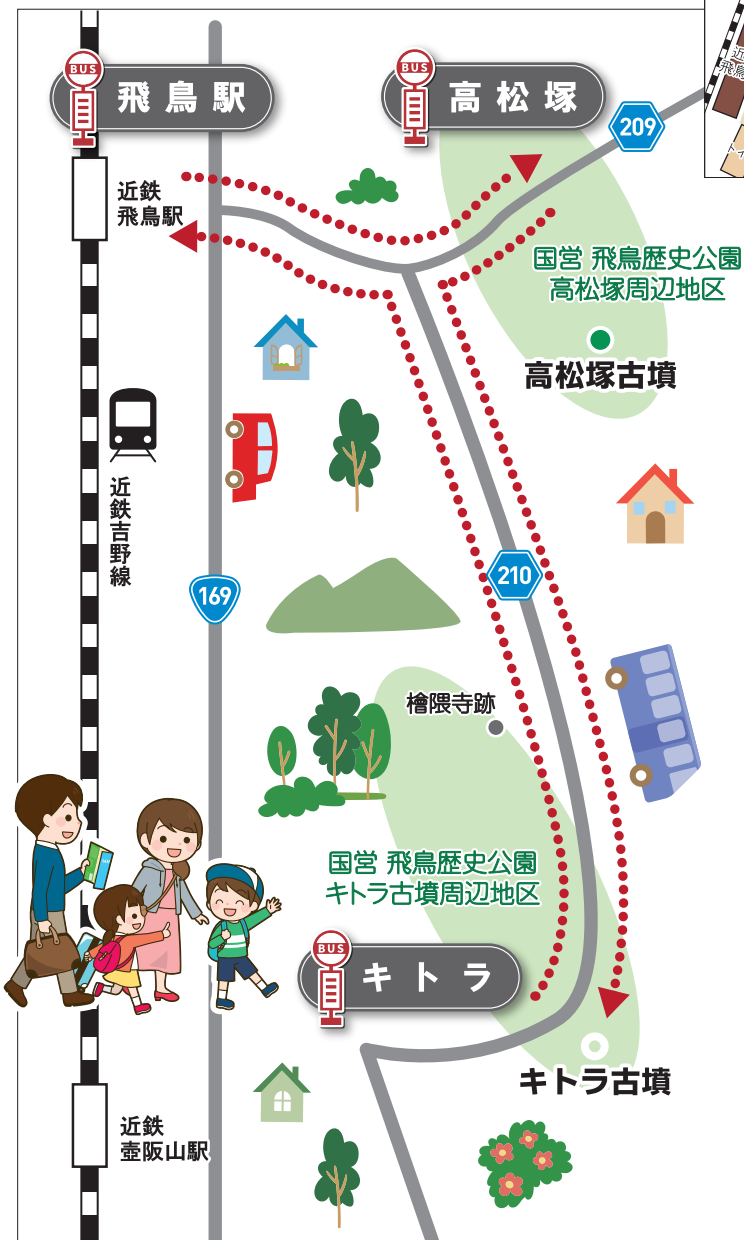 BUS
飛鳥駅
BUS
高松塚
209
近鉄
飛鳥駅
国営 飛鳥歴史公園
高松塚周辺地区
高松塚古墳
近鉄吉野線
210
169
檜隈寺跡
国営 飛鳥歴史公園
キトラ古墳周辺地区
BUS
キトラ
キトラ古墳
近鉄
壺阪山駅